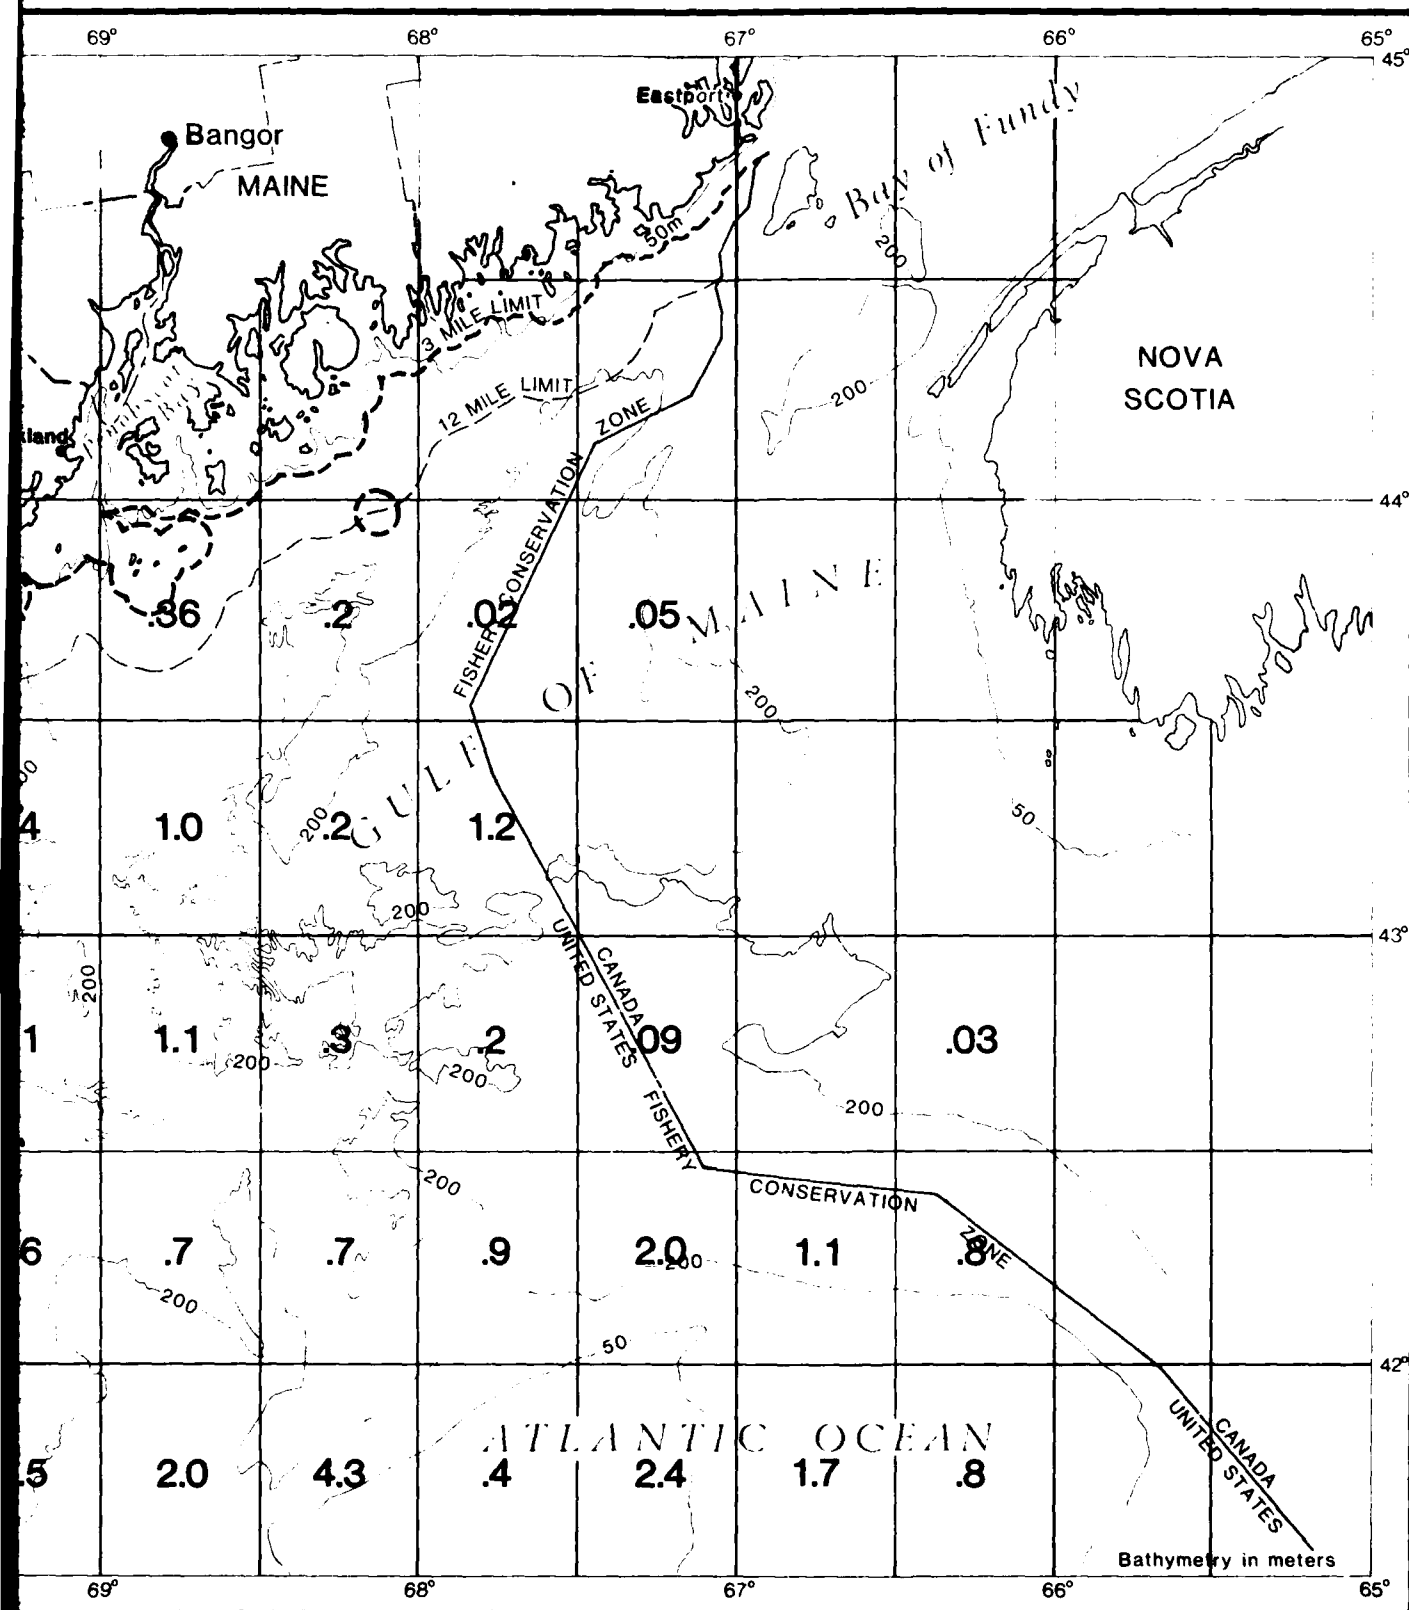 69° 68° 67° 66° 65°
45°
Eastport
Bangor
MAINE
Bay of Fundy
50m
200
3 MILE LIMIT
NOVA
SCOTIA
12 MILE LIMIT
ZONE
200
kland
FISHERY CONSERVATION
44°
.36 .2 .02 .05
GULF OF MAINE
200
4 1.0 .2 1.2
200
50
200
43°
200
CANADA
UNITED STATES
1 1.1 .3 .2 .09 .03
200
200
200
FISHERY
200
CONSERVATION
ZONE
6 .7 .7 .9 2.0 1.1 .8
200
200
50
42°
ATLANTIC OCEAN
CANADA
UNITED STATES
.5 2.0 4.3 .4 2.4 1.7 .8
Bathymetry in meters
69° 68° 67° 66° 65°